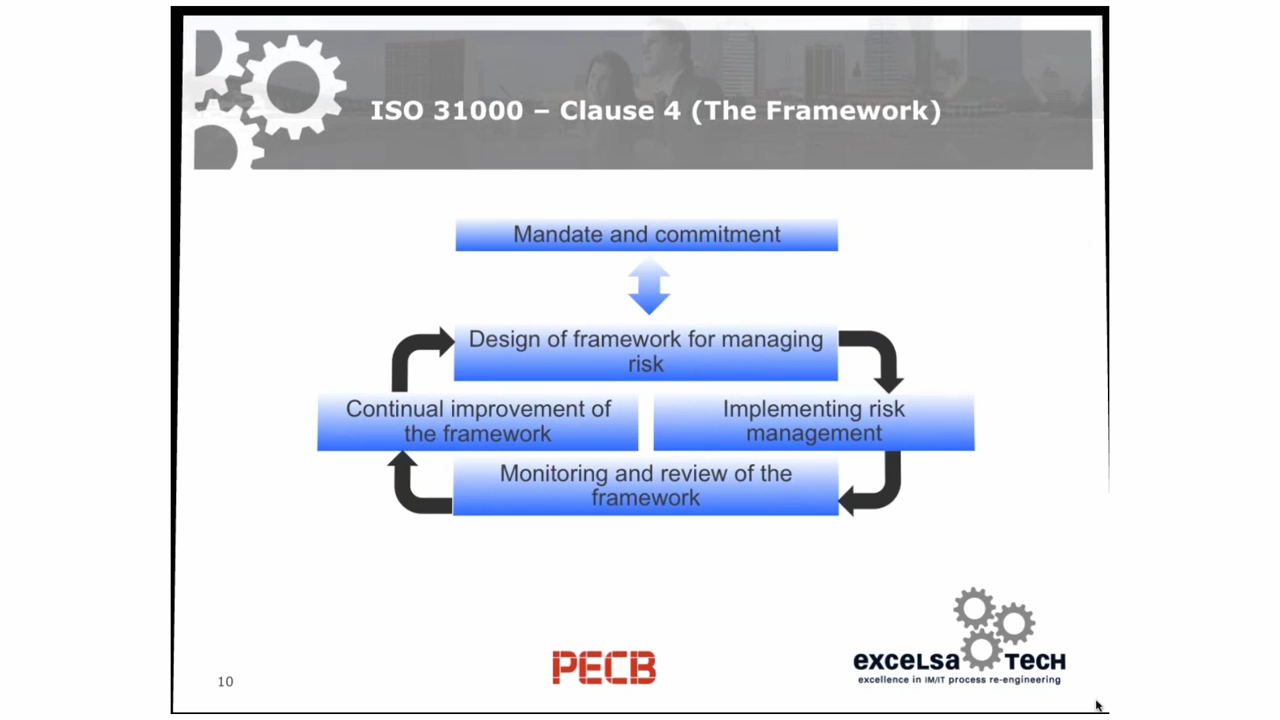 ISO 31000 – Clause 4 (The Framework)
Mandate and commitment
Design of framework for managing
risk
Continual improvement of
the framework
Implementing risk
management
Monitoring and review of the
framework
10
PECB
excelsa TECH
excellence in IM/IT process re-engineering